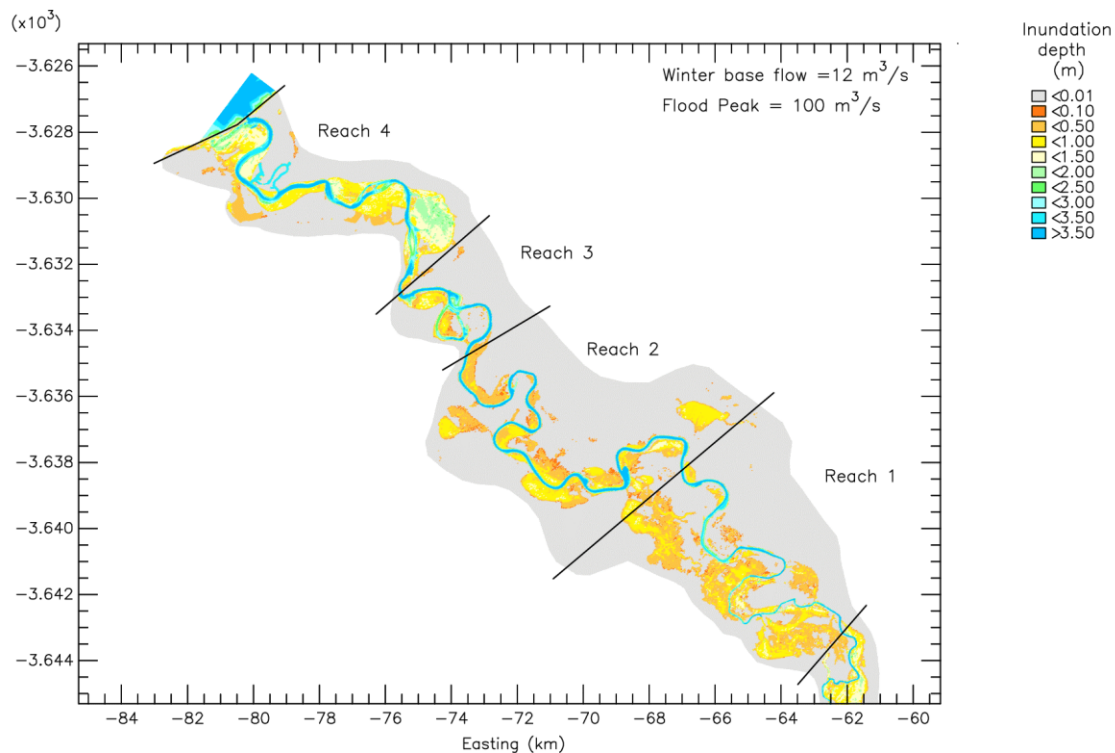 (x10³)
Inundation
depth
(m)
<0.01
<0.10
<0.50
<1.00
<1.50
<2.00
<2.50
<3.00
<3.50
>3.50
Winter base flow =12 m³/s
Flood Peak = 100 m³/s
Reach 4
Reach 3
Reach 2
Reach 1
-3.626
-3.628
-3.630
-3.632
-3.634
-3.636
-3.638
-3.640
-3.642
-3.644
-84 -82 -80 -78 -76 -74 -72 -70 -68 -66 -64 -62 -60
Easting (km)